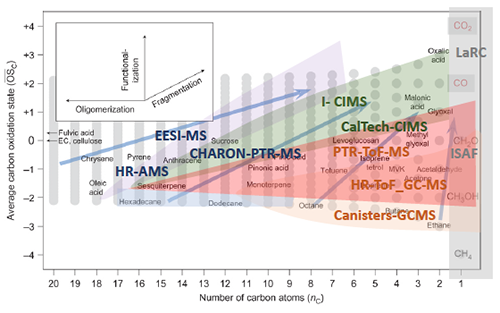 Average carbon oxidation state (OSC)
+4
+3
+2
+1
0
−1
−2
−3
−4
Functional-
ization
Oligomerization
Fragmentation
CO2
Oxalic
acid
LaRC
CO
I- CIMS
Malonic
acid
Glyoxal
Fulvic acid
EC, cellulose
EESI-MS
Sucrose
CalTech-CIMS
Levoglucosan
Methyl
glyoxal
CH2O
Chrysene
Pyrene
Anthracene
CHARON-PTR-MS
PTR-ToF-MS
ISAF
Isoprene
tetrol
MVK
Acetaldehyde
HR-AMS
Pinonic acid
Toluene
Acetone
Oleic
acid
Sesquiterpene
Monoterpene
HR-ToF_GC-MS
Hexadecane
Dodecane
Octane
CH3OH
Canisters-GCMS
Butane
Ethane
CH4
20 19 18 17 16 15 14 13 12 11 10 9 8 7 6 5 4 3 2 1
Number of carbon atoms (nC)